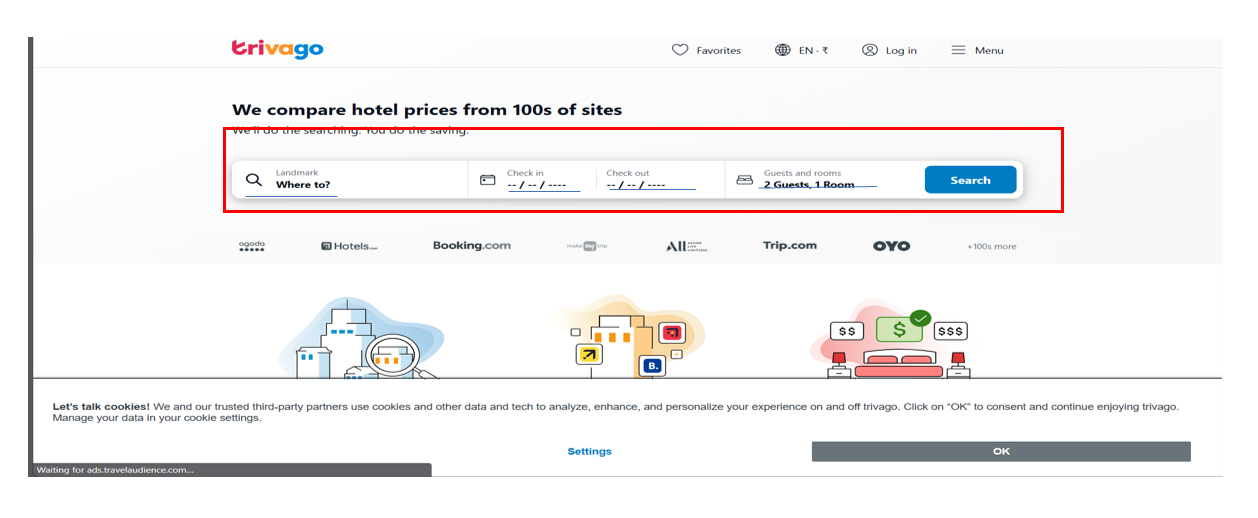 trivago
Favorites
EN · ₹
Log in
Menu
We compare hotel prices from 100s of sites
We'll do the searching. You do the saving.
Landmark
Where to?
Check in
-- / -- / ----
Check out
-- / -- / ----
Guests and rooms
2 Guests, 1 Room
Search
agoda
Hotels.com
Booking.com
make my trip
ALL
Trip.com
OYO
+100s more
$$
$
$$$
B.
Let's talk cookies! We and our trusted third-party partners use cookies and other data and tech to analyze, enhance, and personalize your experience on and off trivago. Click on "OK" to consent and continue enjoying trivago.
Manage your data in your cookie settings.
Settings
OK
Waiting for ads.travelaudience.com...